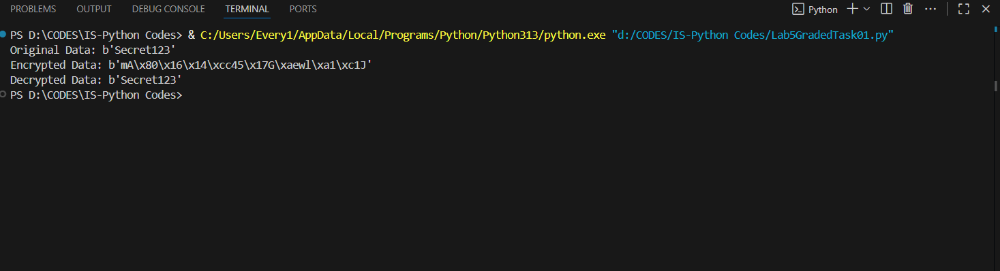 PROBLEMS OUTPUT DEBUG CONSOLE TERMINAL PORTS Python
PS D:\CODES\IS-Python Codes> & C:/Users/Every1/AppData/Local/Programs/Python/Python313/python.exe "d:/CODES/IS-Python Codes/Lab5GradedTask01.py"
Original Data: b'Secret123'
Encrypted Data: b'mA\x80\x16\x14\xcc45\x17G\xaewl\xa1\xc1J'
Decrypted Data: b'Secret123'
PS D:\CODES\IS-Python Codes>